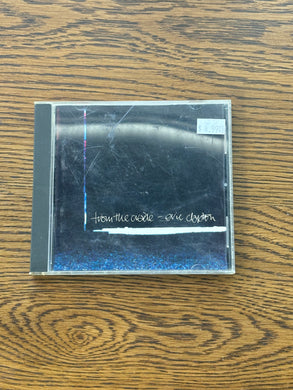 from the cradle - eric clapton